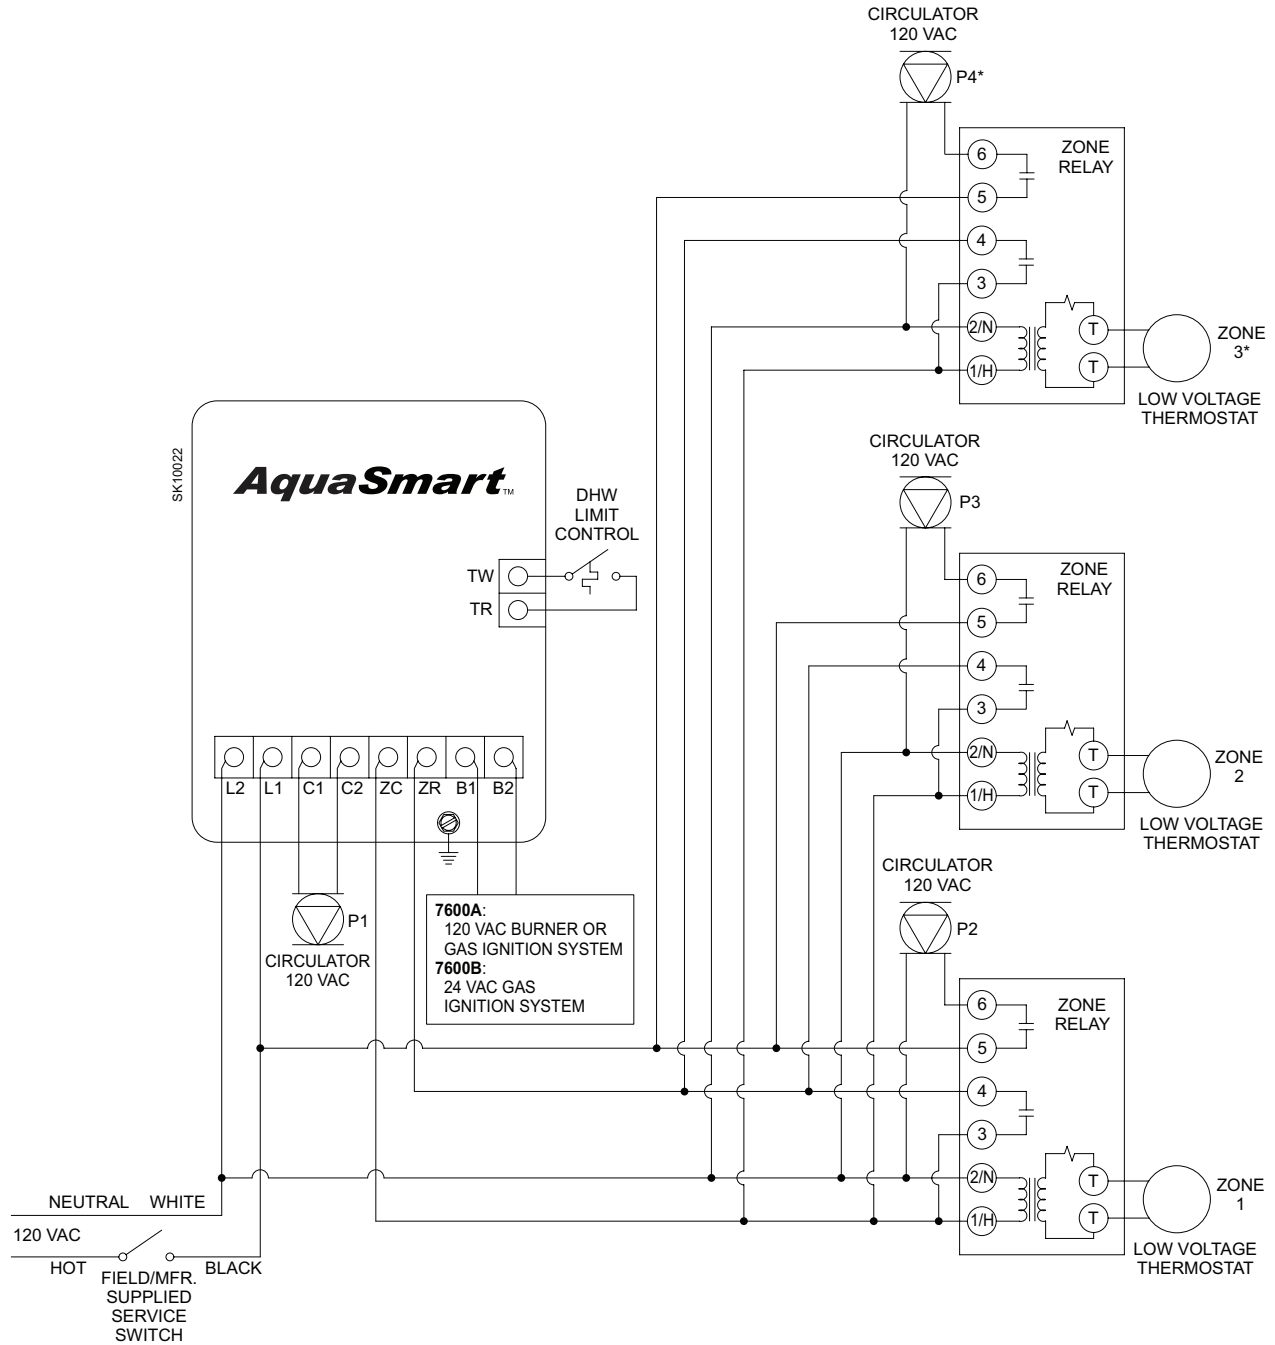 CIRCULATOR
120 VAC
P4*
ZONE
RELAY
6
5
4
3
2/N
1/H
T
T
ZONE
3*
LOW VOLTAGE
THERMOSTAT
SK10022
AquaSmart™
DHW
LIMIT
CONTROL
TW
TR
CIRCULATOR
120 VAC
P3
ZONE
RELAY
6
5
4
3
2/N
1/H
T
T
ZONE
2
LOW VOLTAGE
THERMOSTAT
L2 L1 C1 C2 ZC ZR B1 B2
P1
CIRCULATOR
120 VAC
7600A:
120 VAC BURNER OR
GAS IGNITION SYSTEM
7600B:
24 VAC GAS
IGNITION SYSTEM
CIRCULATOR
120 VAC
P2
ZONE
RELAY
6
5
4
3
2/N
1/H
T
T
ZONE
1
LOW VOLTAGE
THERMOSTAT
NEUTRAL WHITE
120 VAC
HOT BLACK
FIELD/MFR.
SUPPLIED
SERVICE
SWITCH